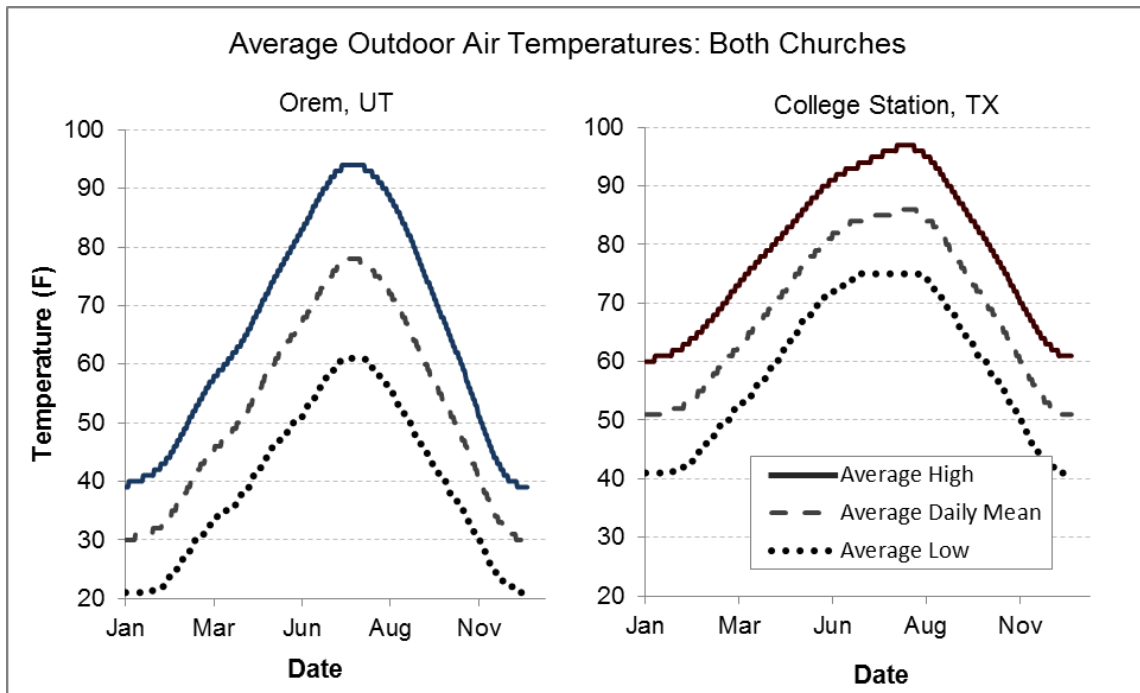 Average Outdoor Air Temperatures: Both Churches
Orem, UT
100
90
80
70
60
50
40
30
20
Temperature (F)
Jan Mar Jun Aug Nov
Date
College Station, TX
100
90
80
70
60
50
40
30
20
Average High
Average Daily Mean
Average Low
Jan Mar Jun Aug Nov
Date